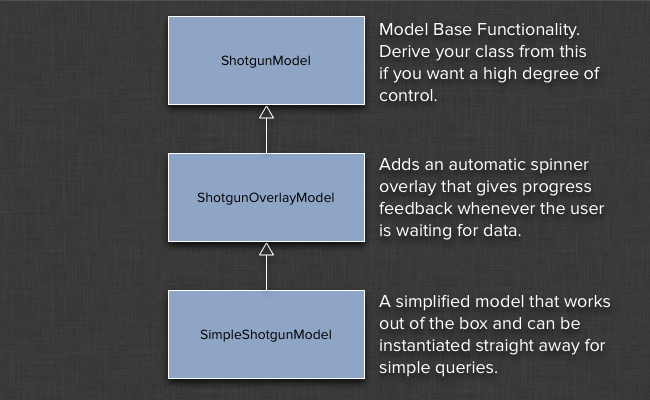 ShotgunModel
Model Base Functionality.
Derive your class from this
if you want a high degree of
control.
ShotgunOverlayModel
Adds an automatic spinner
overlay that gives progress
feedback whenever the user
is waiting for data.
SimpleShotgunModel
A simplified model that works
out of the box and can be
instantiated straight away for
simple queries.